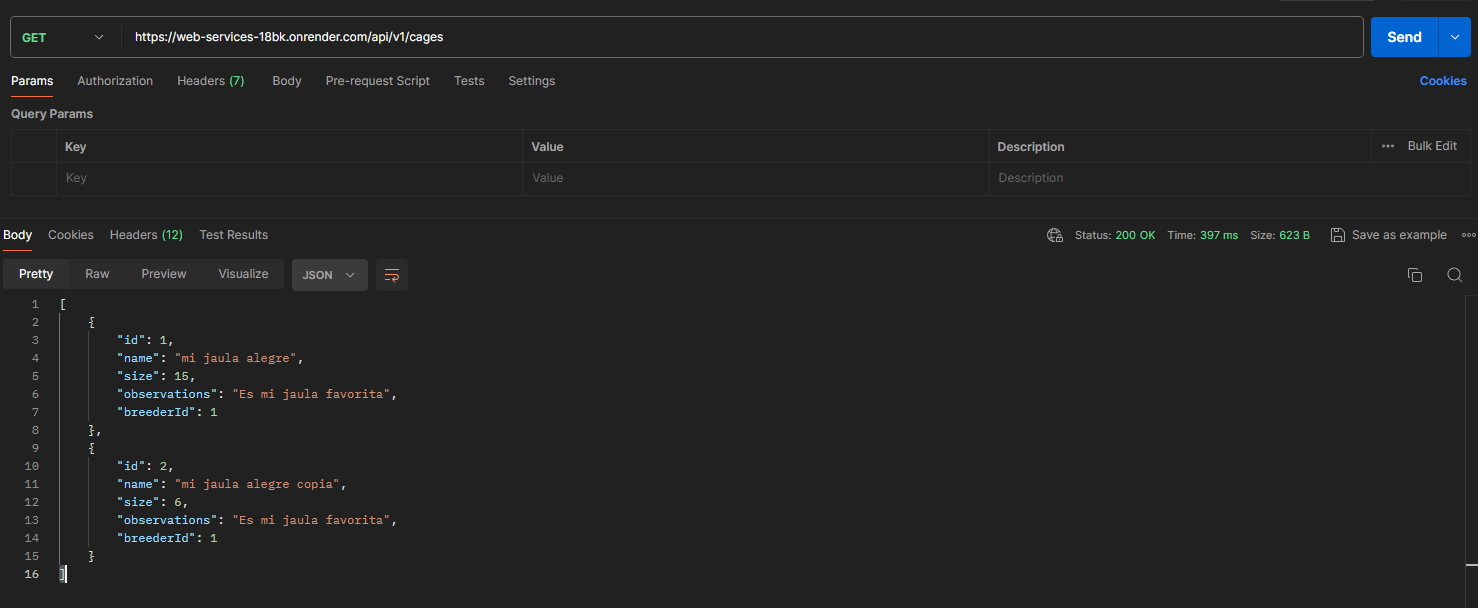 GET https://web-services-18bk.onrender.com/api/v1/cages Send
Params Authorization Headers (7) Body Pre-request Script Tests Settings Cookies
Query Params
Key Value Description Bulk Edit
Key Value Description
Body Cookies Headers (12) Test Results Status: 200 OK Time: 397 ms Size: 623 B Save as example
Pretty Raw Preview Visualize JSON
1 [
2 {
3 "id": 1,
4 "name": "mi jaula alegre",
5 "size": 15,
6 "observations": "Es mi jaula favorita",
7 "breederId": 1
8 },
9 {
10 "id": 2,
11 "name": "mi jaula alegre copia",
12 "size": 6,
13 "observations": "Es mi jaula favorita",
14 "breederId": 1
15 }
16 ]